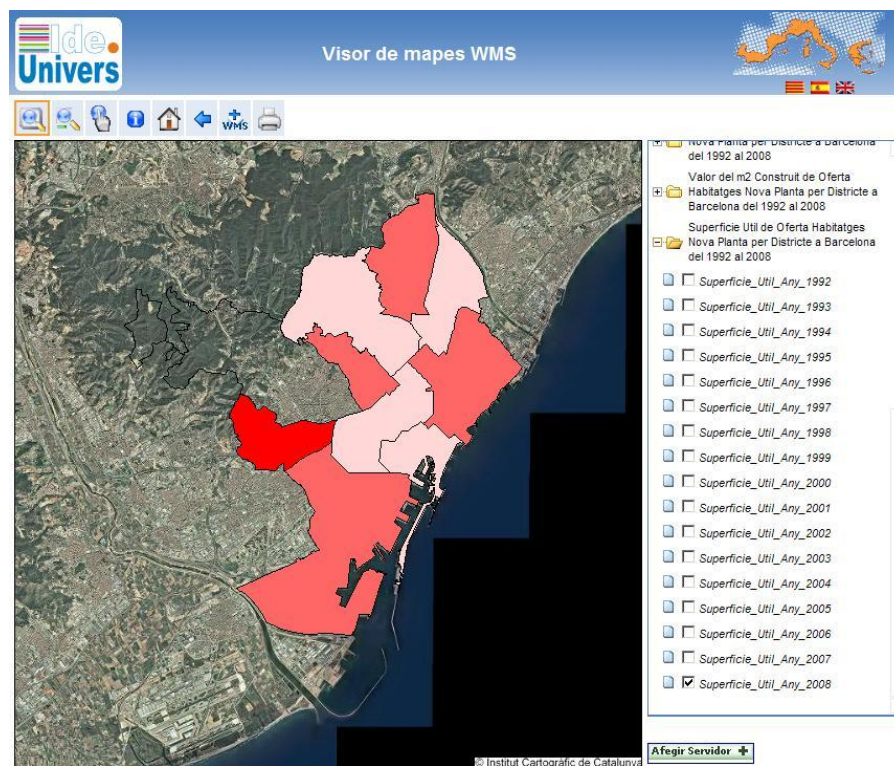 Ide.
Univers
Visor de mapes WMS
WMS
Nova Planta per Districte a Barcelona
del 1992 al 2008
Valor del m2 Construit de Oferta
Habitatges Nova Planta per Districte a
Barcelona del 1992 al 2008
Superficie Util de Oferta Habitatges
Nova Planta per Districte a Barcelona
del 1992 al 2008
Superficie_Util_Any_1992
Superficie_Util_Any_1993
Superficie_Util_Any_1994
Superficie_Util_Any_1995
Superficie_Util_Any_1996
Superficie_Util_Any_1997
Superficie_Util_Any_1998
Superficie_Util_Any_1999
Superficie_Util_Any_2000
Superficie_Util_Any_2001
Superficie_Util_Any_2002
Superficie_Util_Any_2003
Superficie_Util_Any_2004
Superficie_Util_Any_2005
Superficie_Util_Any_2006
Superficie_Util_Any_2007
Superficie_Util_Any_2008
Afegir Servidor +
© Institut Cartogràfic de Catalunya